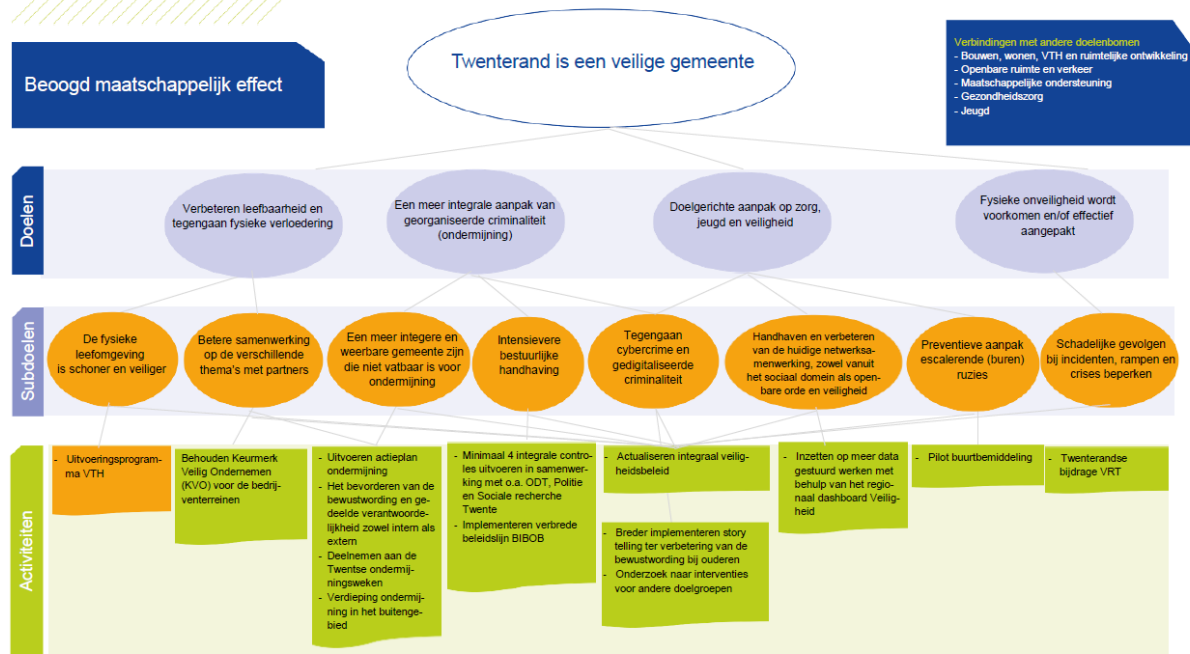 Beoogd maatschappelijk effect
Twenterand is een veilige gemeente
Verbindingen met andere doelenbomen
- Bouwen, wonen, VTH en ruimtelijke ontwikkeling
- Openbare ruimte en verkeer
- Maatschappelijke ondersteuning
- Gezondheidszorg
- Jeugd
Doelen
Verbeteren leefbaarheid en
tegengaan fysieke verloedering
Een meer integrale aanpak van
georganiseerde criminaliteit
(ondermijning)
Doelgerichte aanpak op zorg,
jeugd en veiligheid
Fysieke onveiligheid wordt
voorkomen en/of effectief
aangepakt
Subdoelen
De fysieke
leefomgeving
is schoner en veiliger
Betere samenwerking
op de verschillende
thema's met partners
Een meer integere en
weerbare gemeente zijn
die niet vatbaar is voor
ondermijning
Intensievere
bestuurlijke
handhaving
Tegengaan
cybercrime en
gedigitaliseerde
criminaliteit
Handhaven en verbeteren
van de huidige netwerksa-
menwerking, zowel vanuit
het sociaal domein als open-
bare orde en veiligheid
Preventieve aanpak
escalerende (buren)
ruzies
Schadelijke gevolgen
bij incidenten, rampen en
crises beperken
Activiteiten
- Uitvoeringsprogra-
mma VTH
Behouden Keurmerk
Veilig Ondernemen
(KVO) voor de bedrij-
venterreinen
- Uitvoeren actieplan
ondermijning
- Het bevorderen van de
bewustwording en ge-
deelde verantwoor-
delijkheid zowel intern als
extern
- Deelnemen aan de
Twentse ondermij-
ningsweken
- Verdieping ondermij-
ning in het buitenge-
bied
- Minimaal 4 integrale contro-
les uitvoeren in samenwer-
king met o.a. ODT, Politie
en Sociale recherche
Twente
- Implementeren verbrede
beleidslijn BIBOB
- Actualiseren integraal veilig-
heidsbeleid
- Breder implementeren story
telling ter verbetering van de
bewustwording bij ouderen
- Onderzoek naar interventies
voor andere doelgroepen
- Inzetten op meer data
gestuurd werken met
behulp van het regio-
naal dashboard Veilig-
heid
- Pilot buurtbemiddeling
- Twenterandse
bijdrage VRT